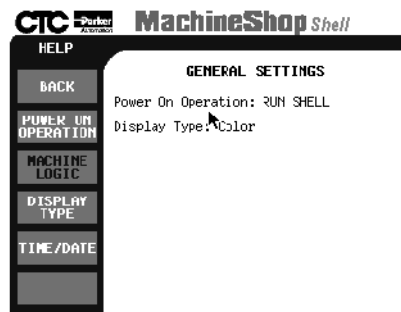 CTC Parker Automation MachineShop Shell
HELP
GENERAL SETTINGS
BACK
Power On Operation: RUN SHELL
POWER ON
OPERATION
Display Type: Color
MACHINE
LOGIC
DISPLAY
TYPE
TIME/DATE